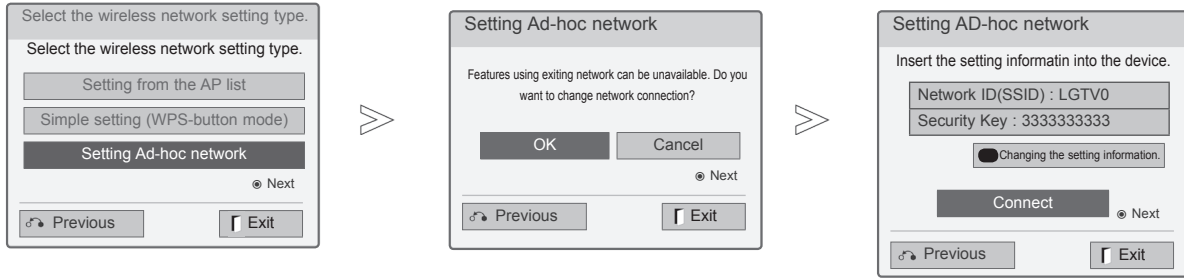 Select the wireless network setting type.
Select the wireless network setting type.
Setting from the AP list
Simple setting (WPS-button mode)
Setting Ad-hoc network
Next
Previous
Exit
Setting Ad-hoc network
Features using exiting network can be unavailable. Do you
want to change network connection?
OK
Cancel
Next
Previous
Exit
Setting AD-hoc network
Insert the setting informatin into the device.
Network ID(SSID) : LGTV0
Security Key : 3333333333
Changing the setting information.
Connect
Next
Previous
Exit